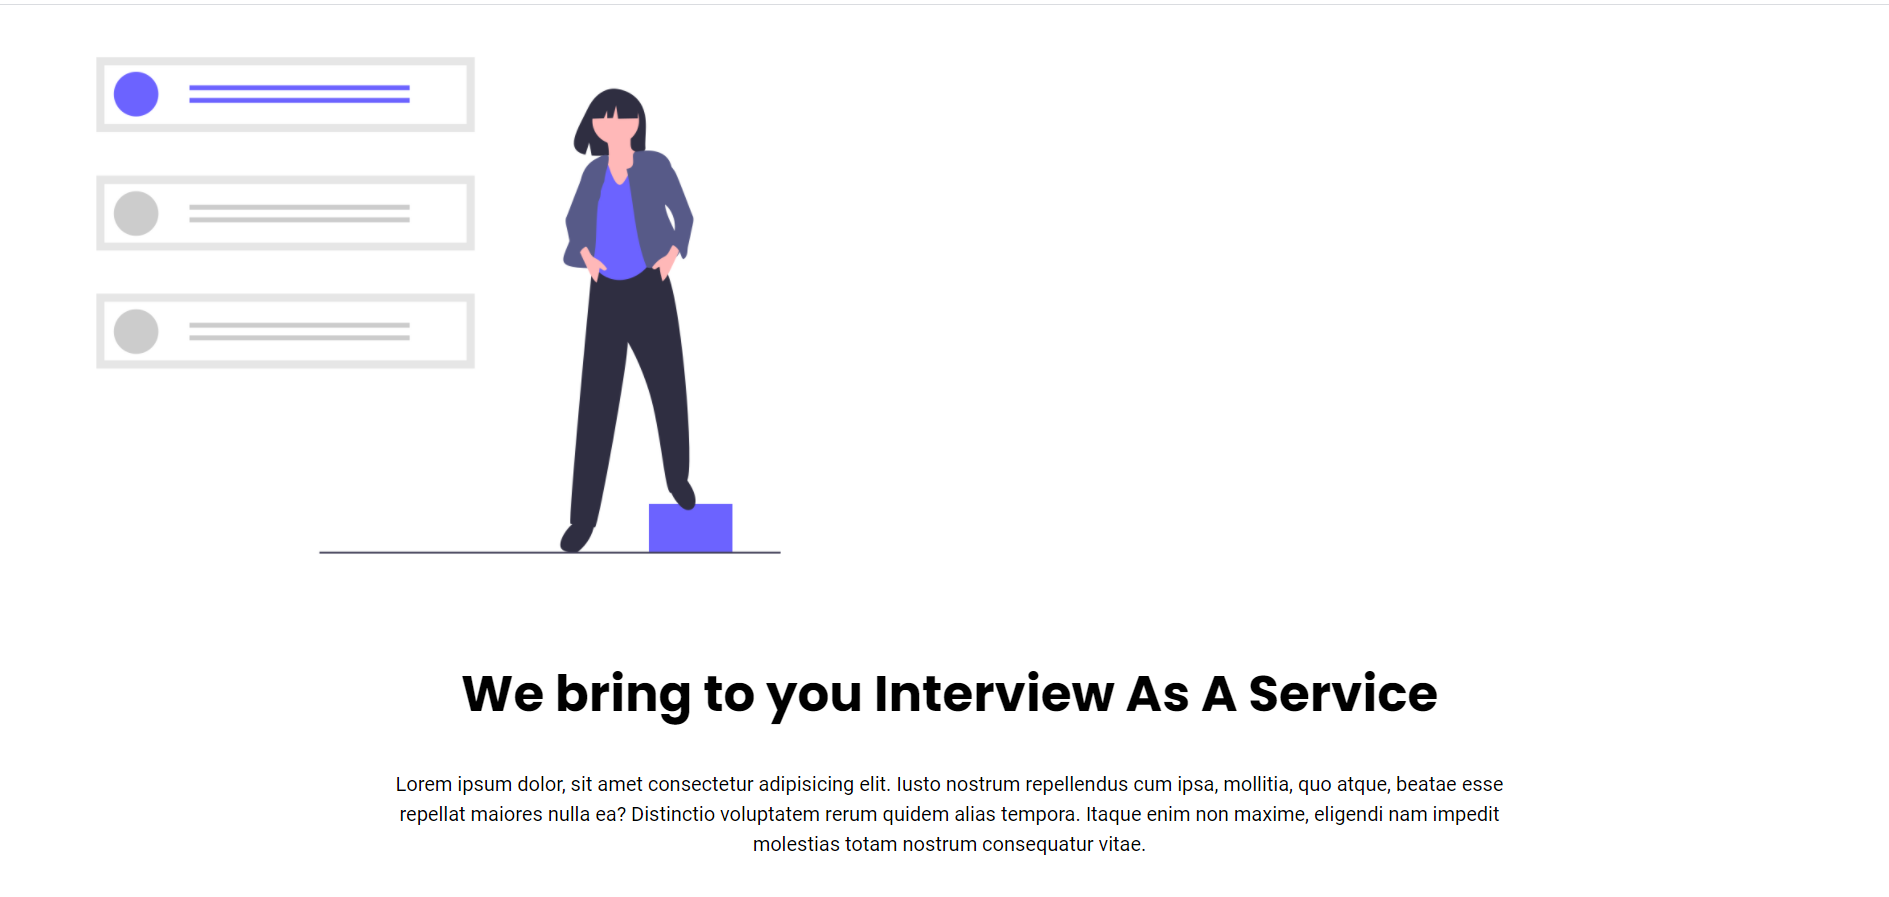 We bring to you Interview As A Service
Lorem ipsum dolor, sit amet consectetur adipisicing elit. Iusto nostrum repellendus cum ipsa, mollitia, quo atque, beatae esse
repellat maiores nulla ea? Distinctio voluptatem rerum quidem alias tempora. Itaque enim non maxime, eligendi nam impedit
molestias totam nostrum consequatur vitae.